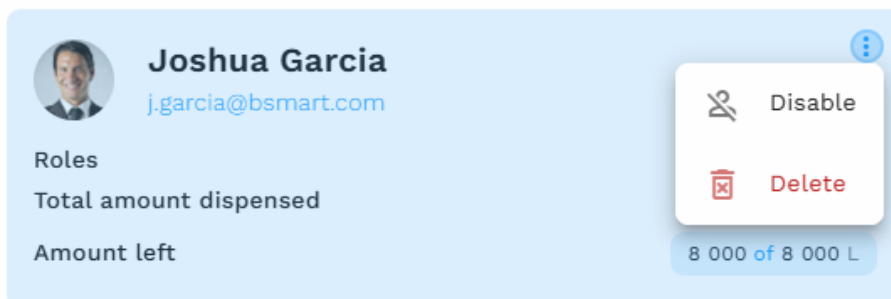 Joshua Garcia
j.garcia@bsmart.com
Disable
Roles
Delete
Total amount dispensed
Amount left
8 000 of 8 000 L